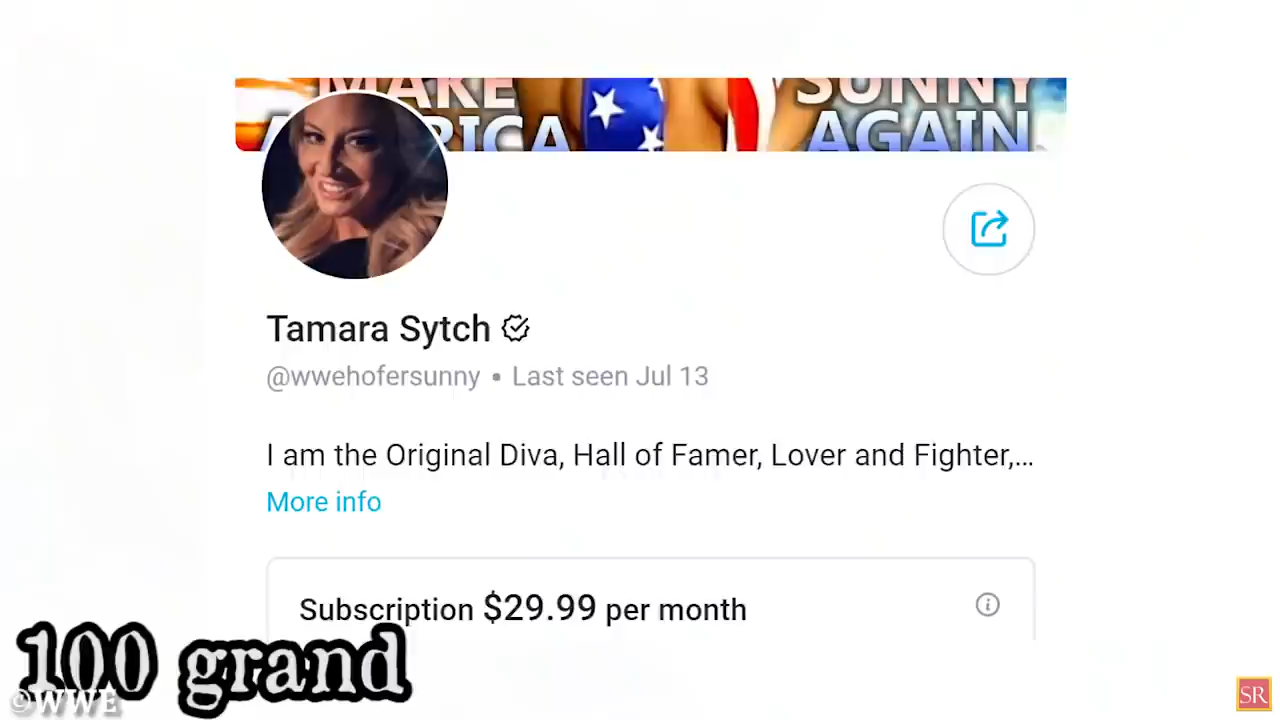 MAKE SUNNY
AMERICA AGAIN
Tamara Sytch
@wwehofersunny • Last seen Jul 13
I am the Original Diva, Hall of Famer, Lover and Fighter,...
More info
Subscription $29.99 per month
100 grand
©WWE
SR